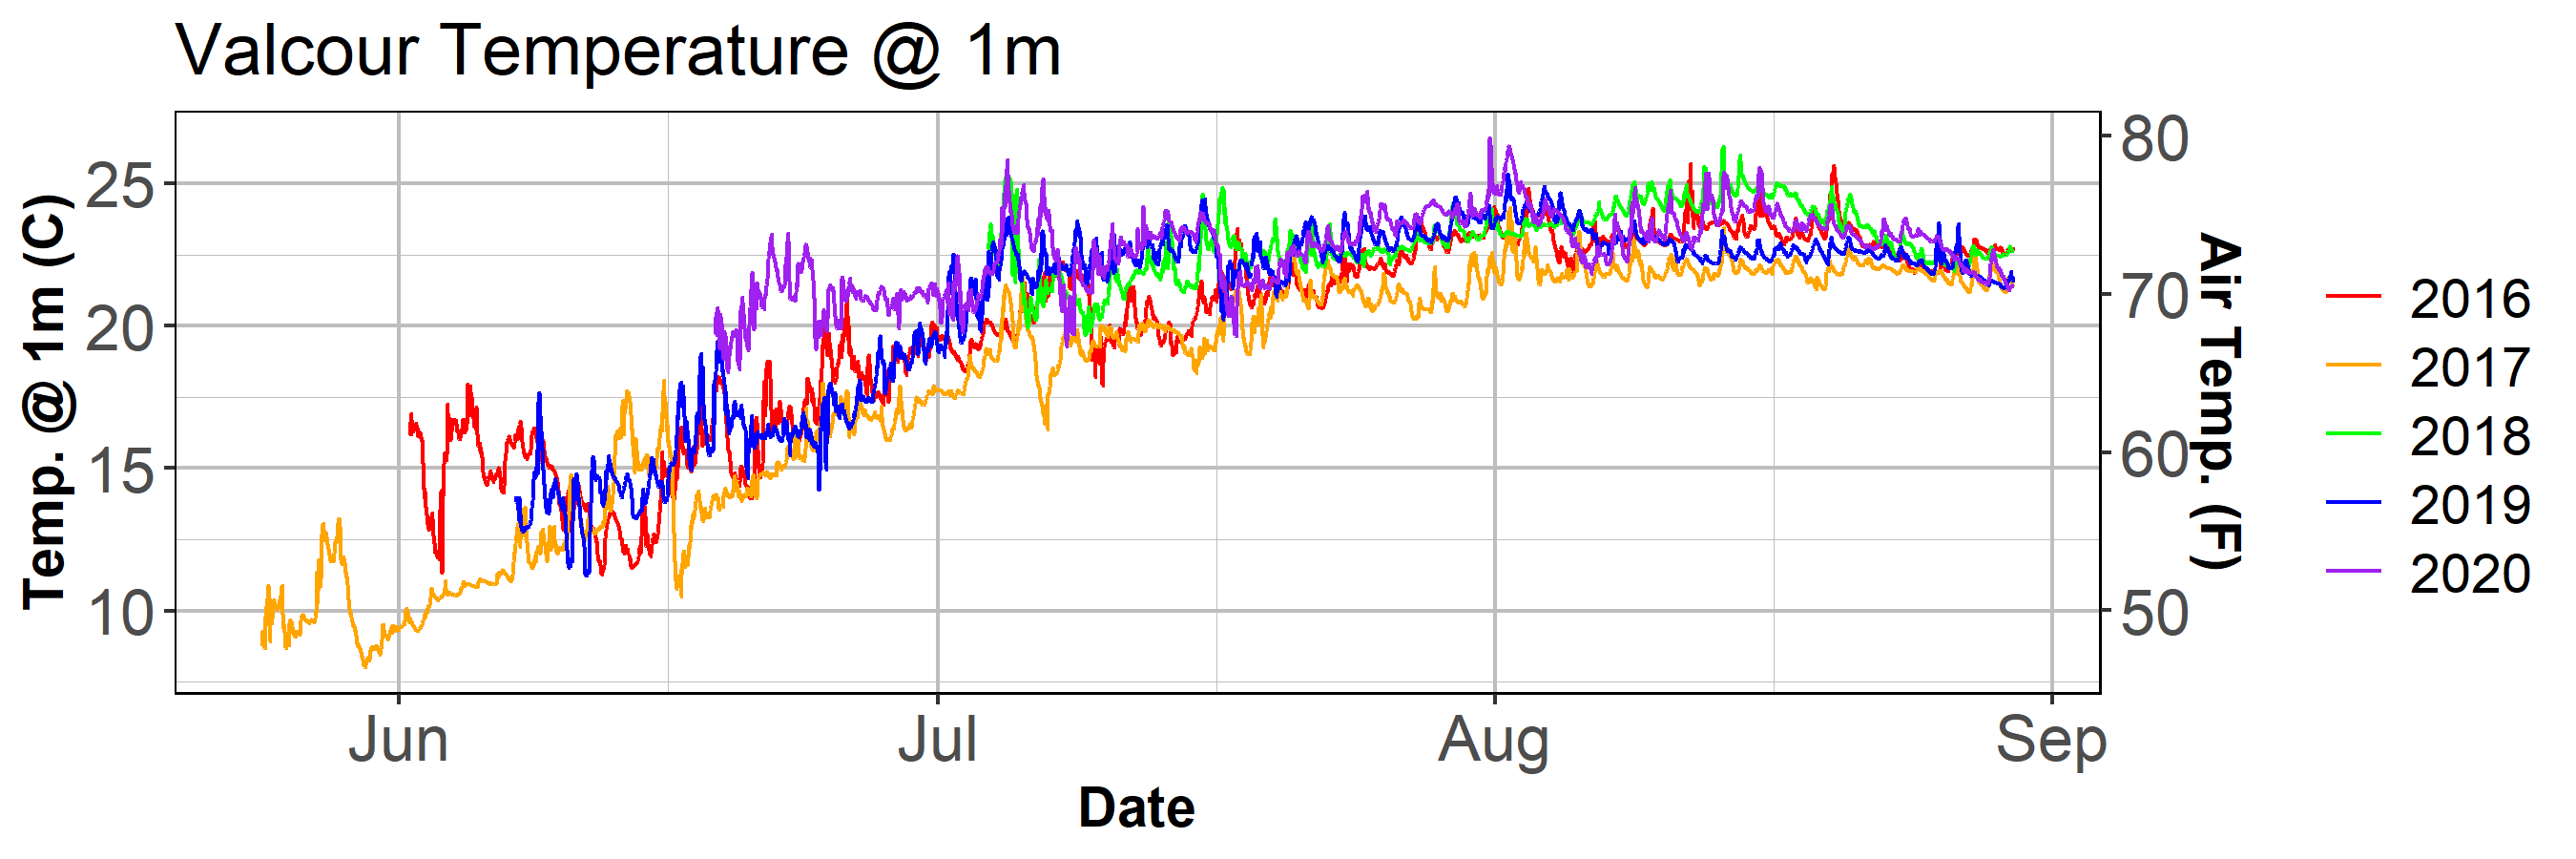 Valcour Temperature @ 1m
Temp. @ 1m (C)
25
20
15
10
80
70
60
50
Air Temp. (F)
Jun
Jul
Aug
Sep
Date
2016
2017
2018
2019
2020